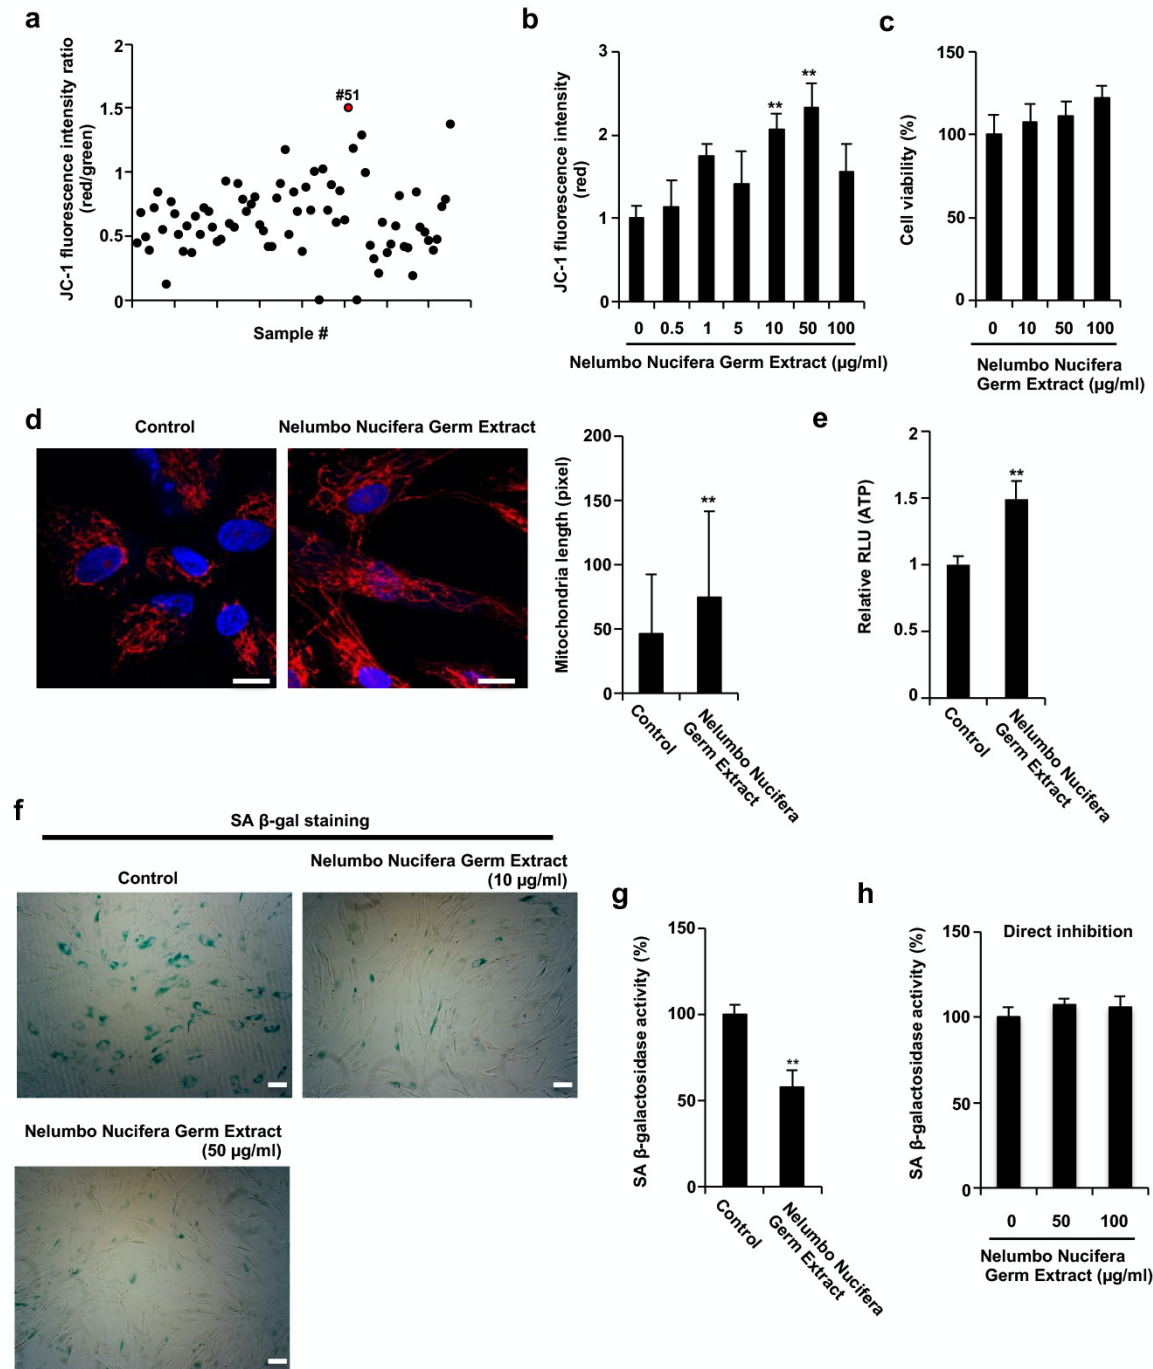 a
JC-1 fluorescence intensity ratio
(red/green)
2
1.5
1
0.5
0
#51
Sample #
b
JC-1 fluorescence intensity
(red)
3
2
1
0
**
**
0 0.5 1 5 10 50 100
Nelumbo Nucifera Germ Extract (µg/ml)
c
Cell viability (%)
150
100
50
0
0 10 50 100
Nelumbo Nucifera
Germ Extract (µg/ml)
d
Control
Nelumbo Nucifera Germ Extract
Mitochondria length (pixel)
200
150
100
50
0
**
Control
Nelumbo Nucifera
Germ Extract
e
Relative RLU (ATP)
2
1.5
1
0.5
0
**
Control
Nelumbo Nucifera
Germ Extract
f
SA β-gal staining
Control
Nelumbo Nucifera Germ Extract
(10 µg/ml)
Nelumbo Nucifera Germ Extract
(50 µg/ml)
g
SA β-galactosidase activity (%)
150
100
50
0
**
Control
Nelumbo Nucifera
Germ Extract
h
SA β-galactosidase activity (%)
Direct inhibition
150
100
50
0
0 50 100
Nelumbo Nucifera
Germ Extract (µg/ml)